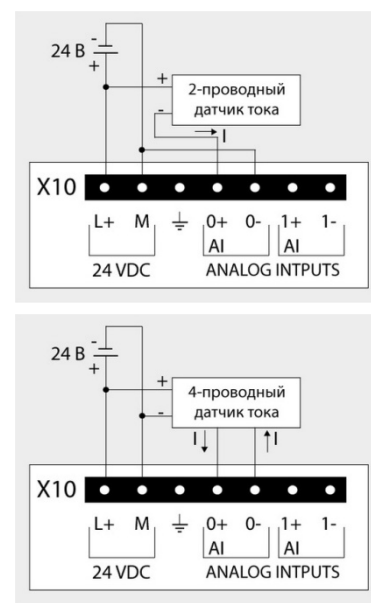 -
24 В
+
+
2-проводный
датчик тока
-
I
X10
L+ M 0+ 0- 1+ 1-
AI AI
24 VDC ANALOG INTPUTS
-
24 В
+
+
4-проводный
датчик тока
-
I I
X10
L+ M 0+ 0- 1+ 1-
AI AI
24 VDC ANALOG INTPUTS